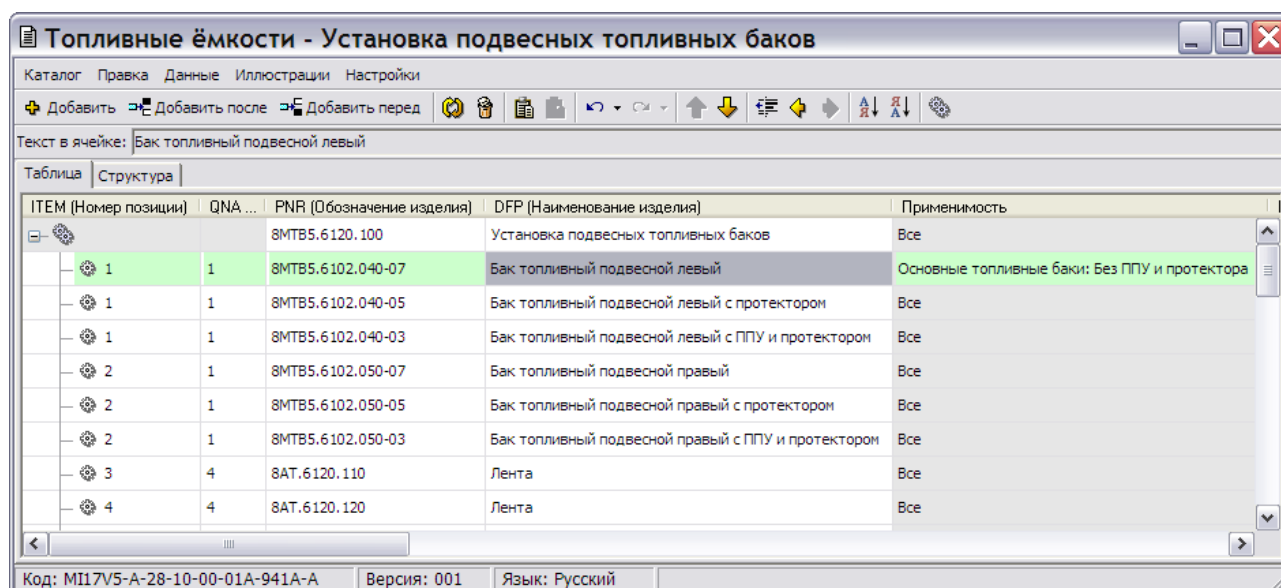 Топливные ёмкости - Установка подвесных топливных баков
Каталог Правка Данные Иллюстрации Настройки
Добавить Добавить после Добавить перед
Текст в ячейке: Бак топливный подвесной левый
Таблица Структура
ITEM (Номер позиции) QNA ... PNR (Обозначение изделия) DFP (Наименование изделия) Применимость
8МТВ5.6120.100 Установка подвесных топливных баков Все
1 1 8МТВ5.6102.040-07 Бак топливный подвесной левый Основные топливные баки: Без ППУ и протектора
1 1 8МТВ5.6102.040-05 Бак топливный подвесной левый с протектором Все
1 1 8МТВ5.6102.040-03 Бак топливный подвесной левый с ППУ и протектором Все
2 1 8МТВ5.6102.050-07 Бак топливный подвесной правый Все
2 1 8МТВ5.6102.050-05 Бак топливный подвесной правый с протектором Все
2 1 8МТВ5.6102.050-03 Бак топливный подвесной правый с ППУ и протектором Все
3 4 8АТ.6120.110 Лента Все
4 4 8АТ.6120.120 Лента Все
Код: MI17V5-A-28-10-00-01A-941A-A Версия: 001 Язык: Русский